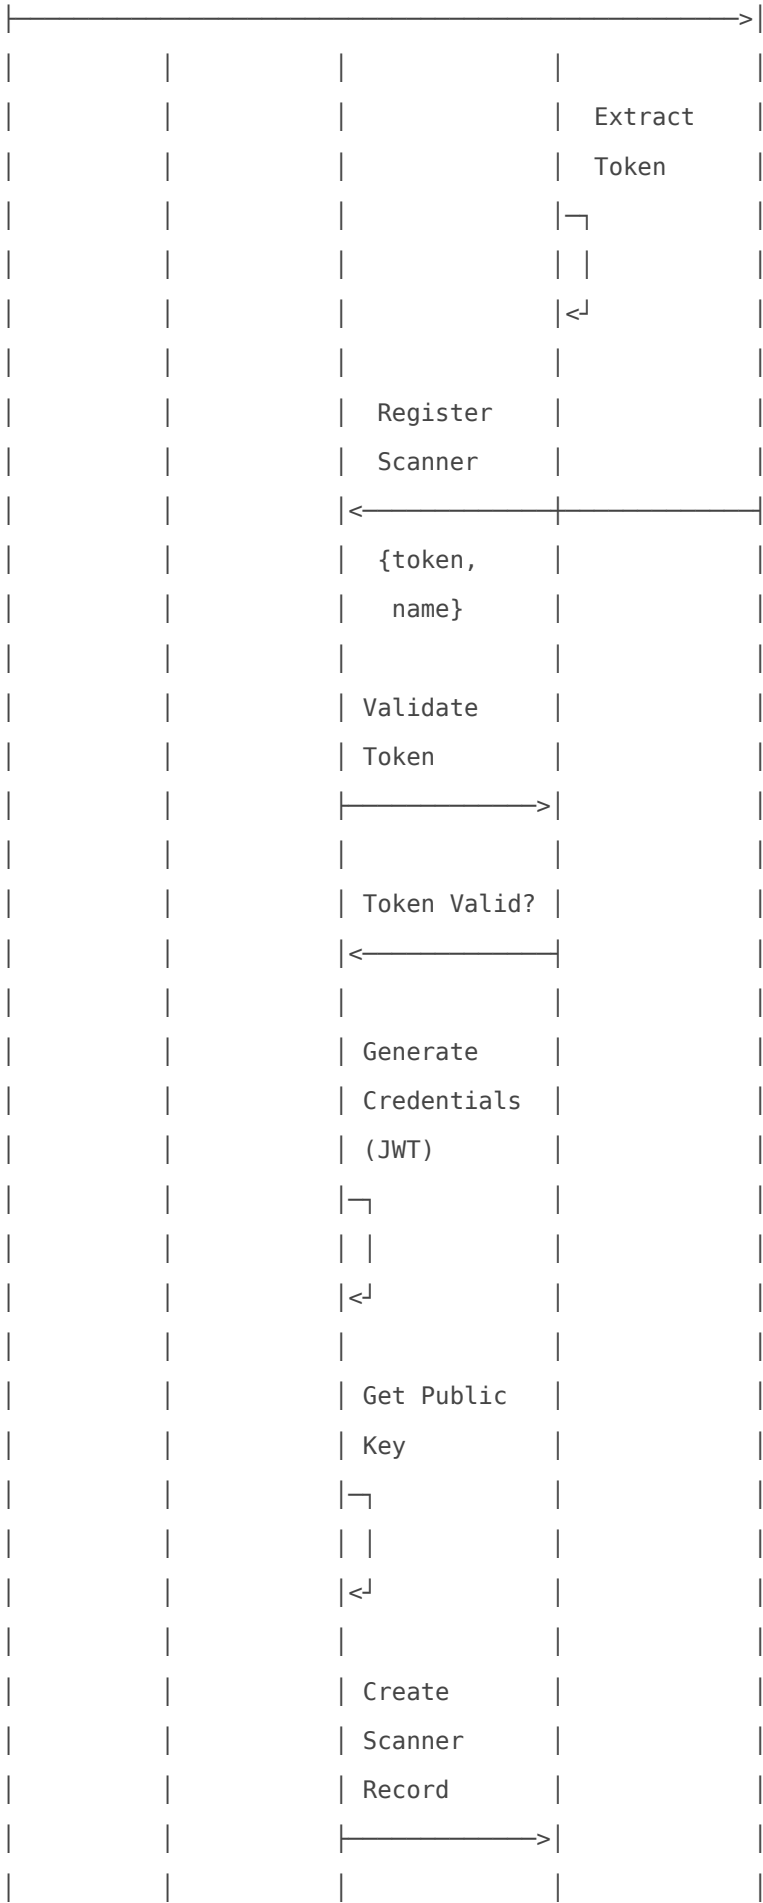 Extract
Token
Register
Scanner
{token,
name}
Validate
Token
Token Valid?
Generate
Credentials
(JWT)
Get Public
Key
Create
Scanner
Record